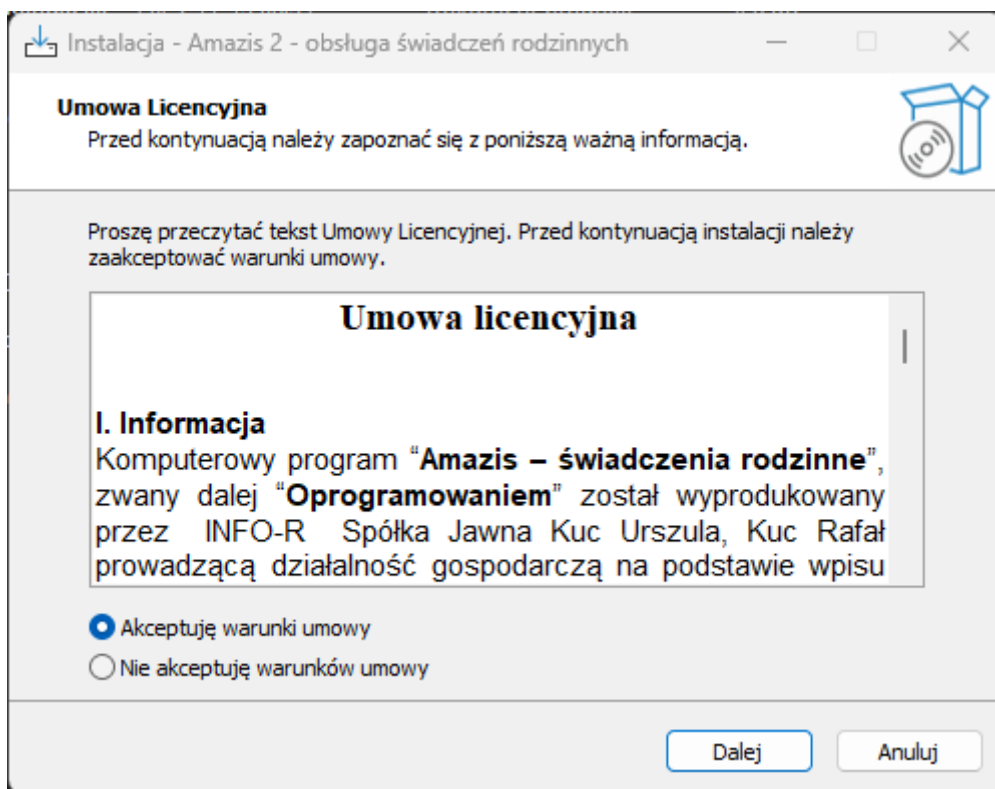 Instalacja - Amazis 2 - obsługa świadczeń rodzinnych
Umowa Licencyjna
Przed kontynuacją należy zapoznać się z poniższą ważną informacją.
Proszę przeczytać tekst Umowy Licencyjnej. Przed kontynuacją instalacji należy
zaakceptować warunki umowy.
Umowa licencyjna
I. Informacja
Komputerowy program “Amazis – świadczenia rodzinne”,
zwany dalej “Oprogramowaniem” został wyprodukowany
przez INFO-R Spółka Jawna Kuc Urszula, Kuc Rafał
prowadzącą działalność gospodarczą na podstawie wpisu
Akceptuję warunki umowy
Nie akceptuję warunków umowy
Dalej
Anuluj